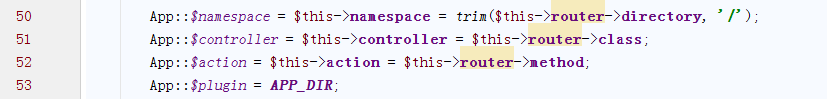 50 App::$namespace = $this->namespace = trim($this->router->directory, '/');
51 App::$controller = $this->controller = $this->router->class;
52 App::$action = $this->action = $this->router->method;
53 App::$plugin = APP_DIR;